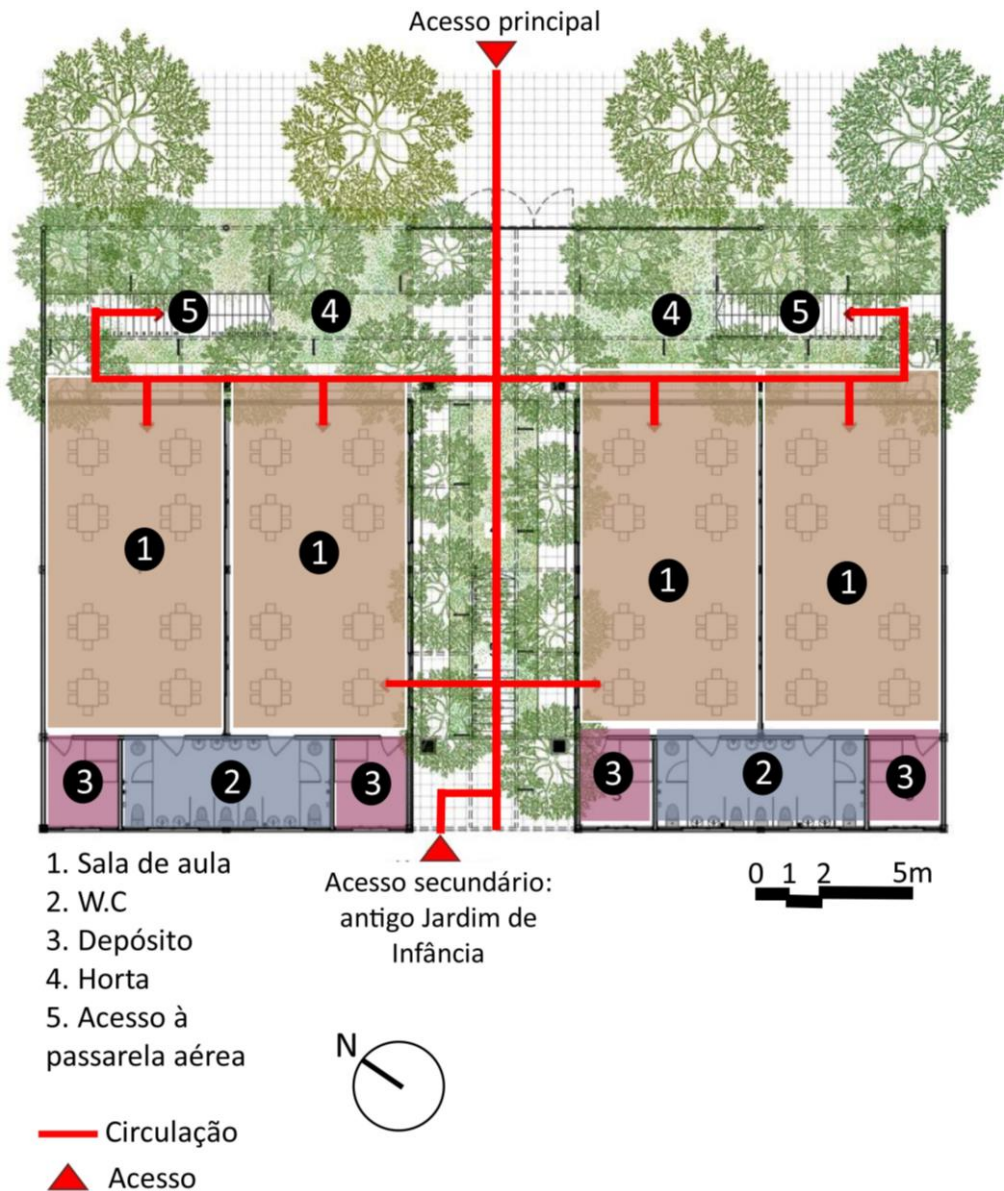 Acesso principal
5
4
4
5
1
1
1
1
3
2
3
3
2
3
1. Sala de aula
2. W.C
3. Depósito
4. Horta
5. Acesso à
passarela aérea
Acesso secundário:
antigo Jardim de
Infância
0 1 2 5m
N
Circulação
Acesso